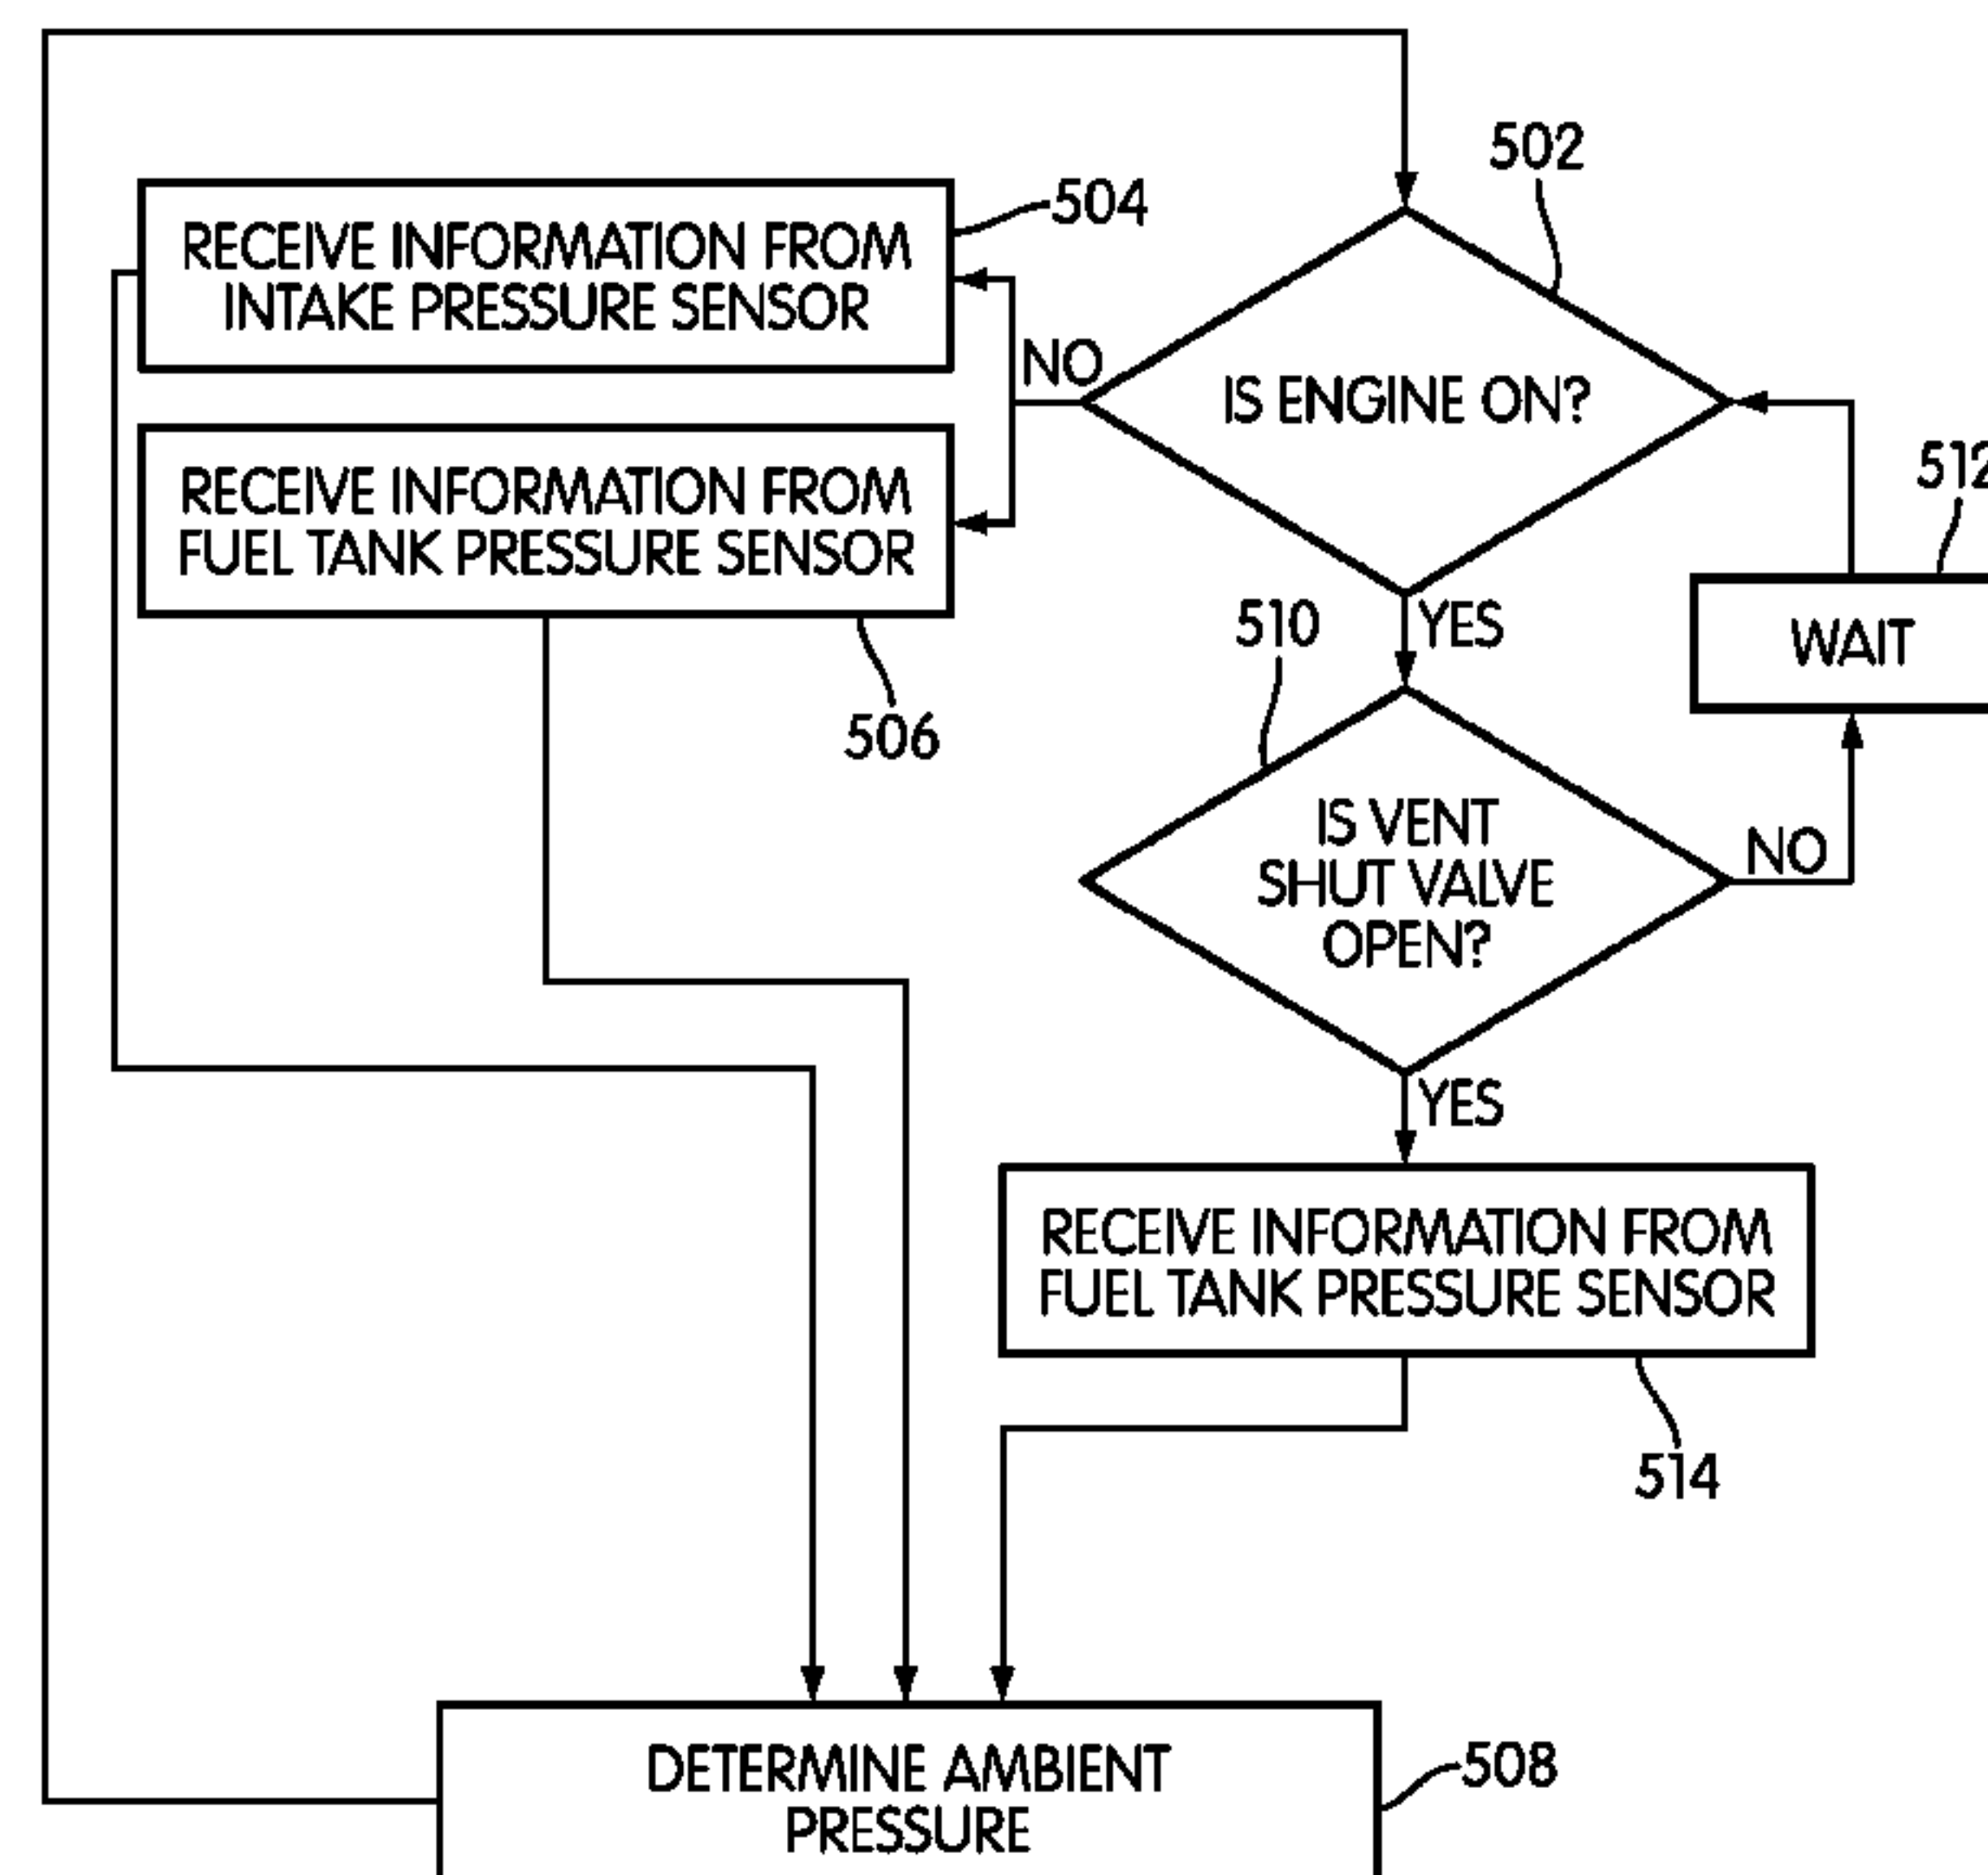 502
504
RECEIVE INFORMATION FROM
INTAKE PRESSURE SENSOR
NO
IS ENGINE ON?
512
RECEIVE INFORMATION FROM
FUEL TANK PRESSURE SENSOR
506
510
YES
WAIT
IS VENT
SHUT VALVE
OPEN?
NO
YES
RECEIVE INFORMATION FROM
FUEL TANK PRESSURE SENSOR
514
DETERMINE AMBIENT
PRESSURE
508